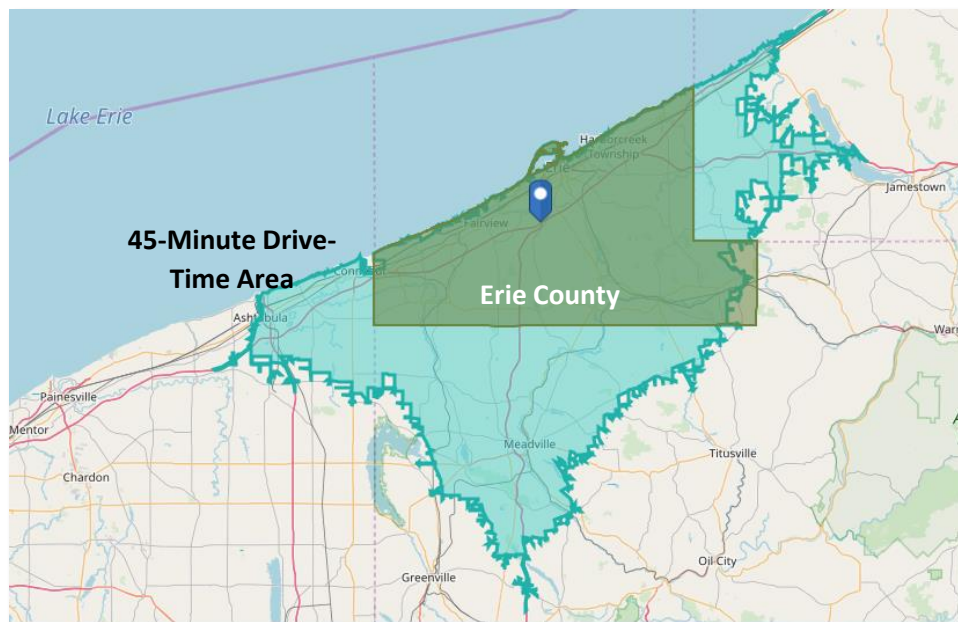 Lake Erie
Harborcreek
Township
Erie
Jamestown
Fairview
45-Minute Drive-
Time Area
Conneaut
Erie County
Ashtabula
Painesville
Mentor
Meadville
Titusville
Chardon
Oil City
Greenville